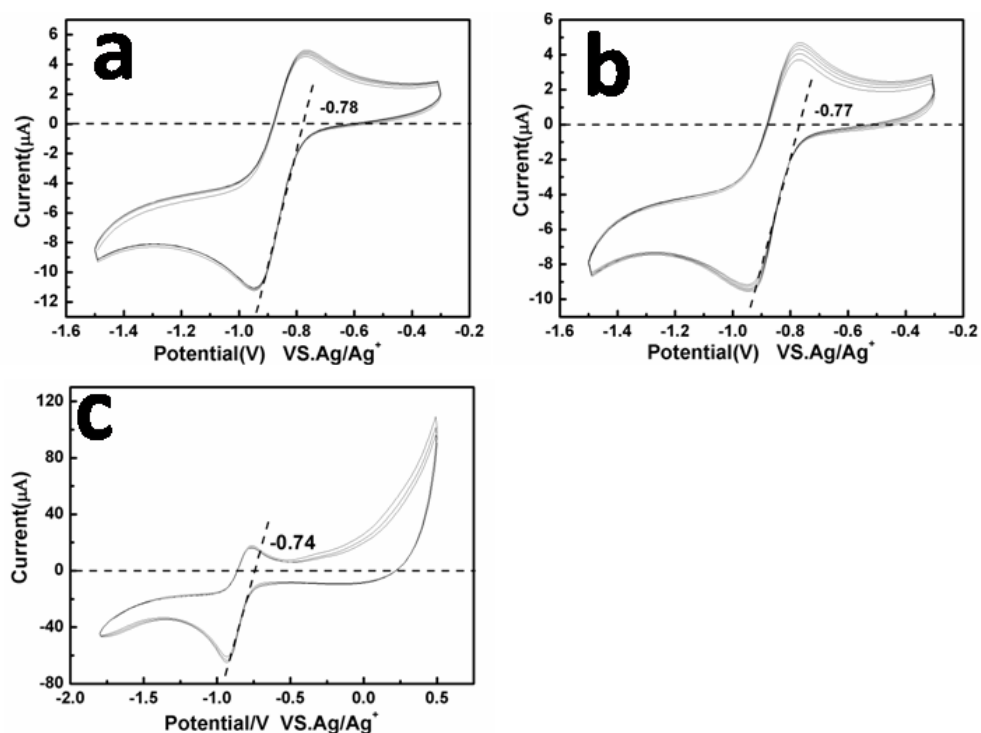 a
6
4
2
0
-2
-4
-6
-8
-10
-12
Current(μA)
-0.78
-1.6 -1.4 -1.2 -1.0 -0.8 -0.6 -0.4 -0.2
Potential(V) VS.Ag/Ag⁺
b
6
4
2
0
-2
-4
-6
-8
-10
Current(μA)
-0.77
-1.6 -1.4 -1.2 -1.0 -0.8 -0.6 -0.4 -0.2
Potential(V) VS.Ag/Ag⁺
c
120
80
40
0
-40
-80
Current(μA)
-0.74
-2.0 -1.5 -1.0 -0.5 0.0 0.5
Potential/V VS.Ag/Ag⁺